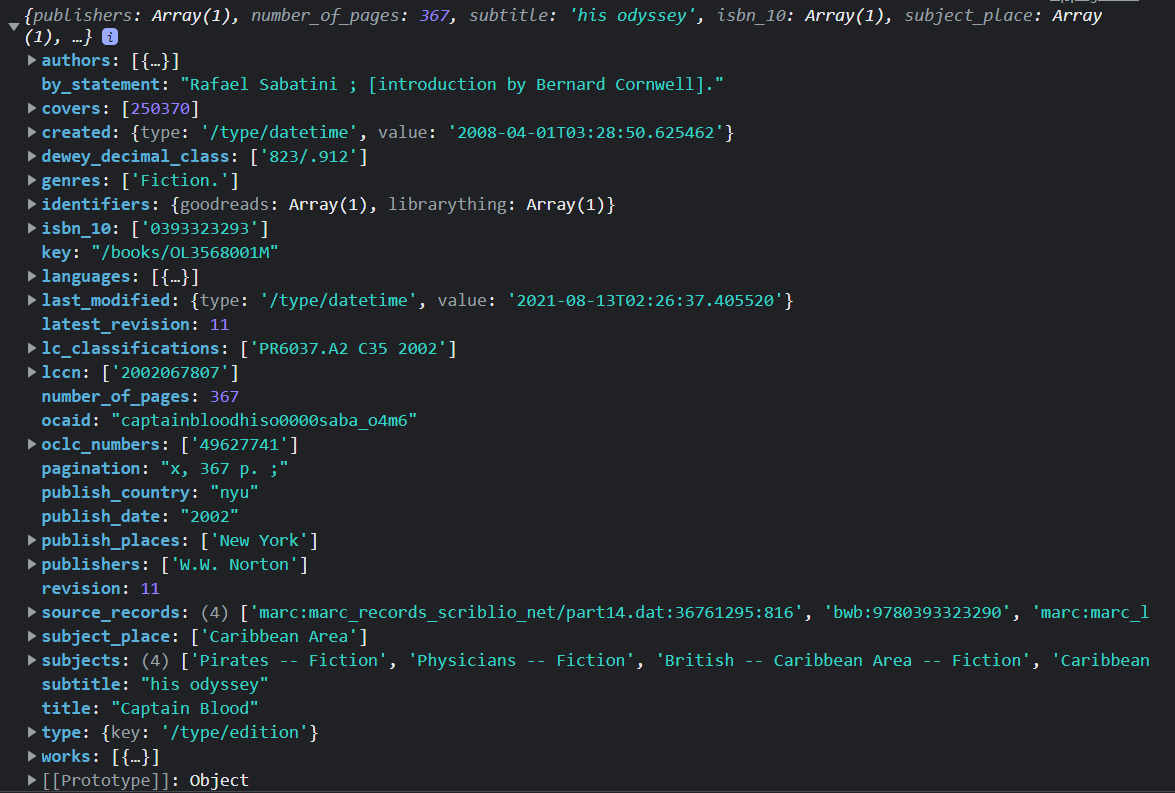 {publishers: Array(1), number_of_pages: 367, subtitle: 'his odyssey', isbn_10: Array(1), subject_place: Array
(1), …} i
authors: [{…}]
by_statement: "Rafael Sabatini ; [introduction by Bernard Cornwell]."
covers: [250370]
created: {type: '/type/datetime', value: '2008-04-01T03:28:50.625462'}
dewey_decimal_class: ['823/.912']
genres: ['Fiction.']
identifiers: {goodreads: Array(1), librarything: Array(1)}
isbn_10: ['0393323293']
key: "/books/OL3568001M"
languages: [{…}]
last_modified: {type: '/type/datetime', value: '2021-08-13T02:26:37.405520'}
latest_revision: 11
lc_classifications: ['PR6037.A2 C35 2002']
lccn: ['2002067807']
number_of_pages: 367
ocaid: "captainbloodhiso0000saba_o4m6"
oclc_numbers: ['49627741']
pagination: "x, 367 p. ;"
publish_country: "nyu"
publish_date: "2002"
publish_places: ['New York']
publishers: ['W.W. Norton']
revision: 11
source_records: (4) ['marc:marc_records_scriblio_net/part14.dat:36761295:816', 'bwb:9780393323290', 'marc:marc_l
subject_place: ['Caribbean Area']
subjects: (4) ['Pirates -- Fiction', 'Physicians -- Fiction', 'British -- Caribbean Area -- Fiction', 'Caribbean
subtitle: "his odyssey"
title: "Captain Blood"
type: {key: '/type/edition'}
works: [{…}]
[[Prototype]]: Object